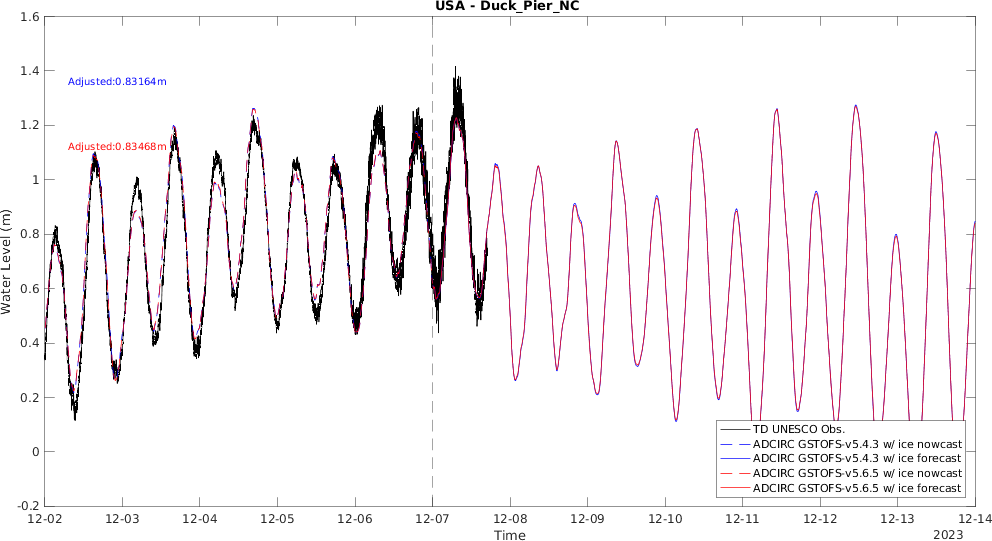 USA - Duck_Pier_NC
1.6
1.4
1.2
1
0.8
0.6
0.4
0.2
0
-0.2
Water Level (m)
Adjusted:0.83164m
Adjusted:0.83468m
TD UNESCO Obs.
ADCIRC GSTOFS-v5.4.3 w/ ice nowcast
ADCIRC GSTOFS-v5.4.3 w/ ice forecast
ADCIRC GSTOFS-v5.6.5 w/ ice nowcast
ADCIRC GSTOFS-v5.6.5 w/ ice forecast
12-02 12-03 12-04 12-05 12-06 12-07 12-08 12-09 12-10 12-11 12-12 12-13 12-14
Time
2023